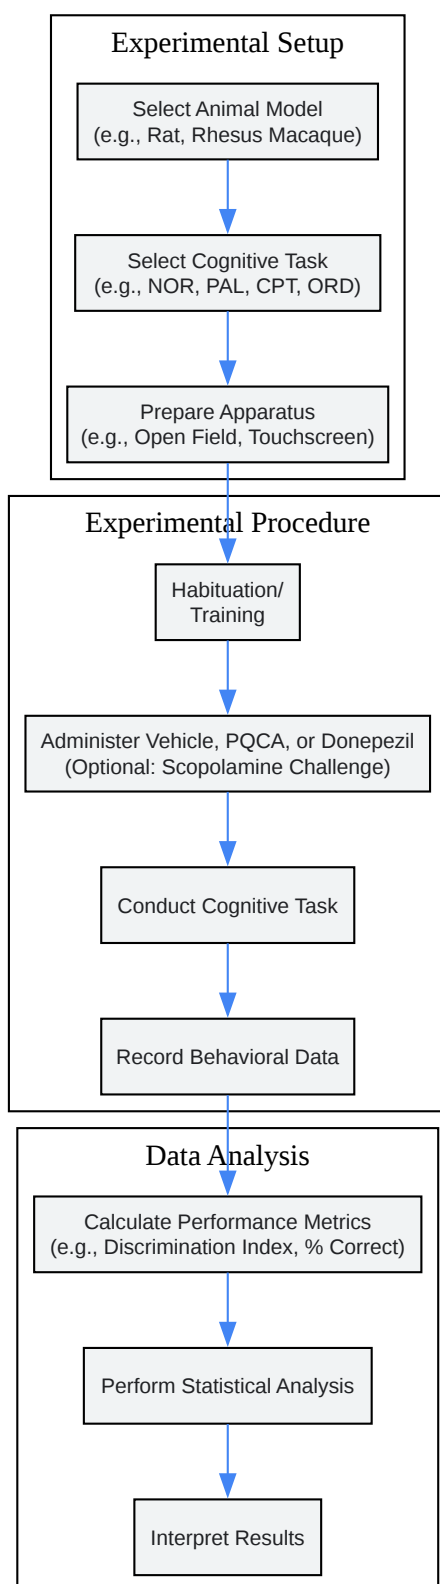 Experimental Setup
Select Animal Model
(e.g., Rat, Rhesus Macaque)
Select Cognitive Task
(e.g., NOR, PAL, CPT, ORD)
Prepare Apparatus
(e.g., Open Field, Touchscreen)
Experimental Procedure
Habituation/
Training
Administer Vehicle, PQCA, or Donepezil
(Optional: Scopolamine Challenge)
Conduct Cognitive Task
Record Behavioral Data
Data Analysis
Calculate Performance Metrics
(e.g., Discrimination Index, % Correct)
Perform Statistical Analysis
Interpret Results